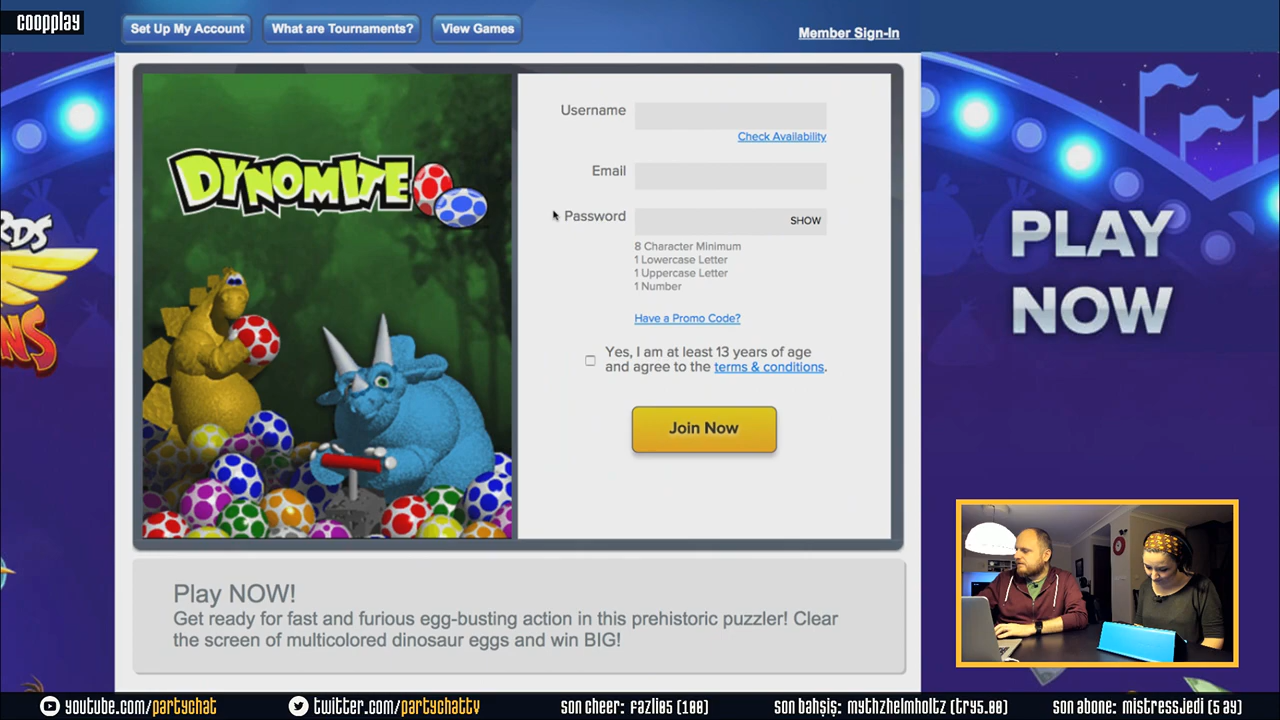 coopplay
Set Up My Account
What are Tournaments?
View Games
Member Sign-In
RDS
NS
DYNOMITE
Username
Check Availability
Email
Password
SHOW
8 Character Minimum
1 Lowercase Letter
1 Uppercase Letter
1 Number
Have a Promo Code?
Yes, I am at least 13 years of age
and agree to the terms & conditions.
Join Now
PLAY
NOW
Play NOW!
Get ready for fast and furious egg-busting action in this prehistoric puzzler! Clear
the screen of multicolored dinosaur eggs and win BIG!
youtube.com/partychat
twitter.com/partychattv
son cheer: fazli05 (100)
son bahşiş: mythzhelmholtz (try5.00)
son abone: mistressjedi (5 ay)